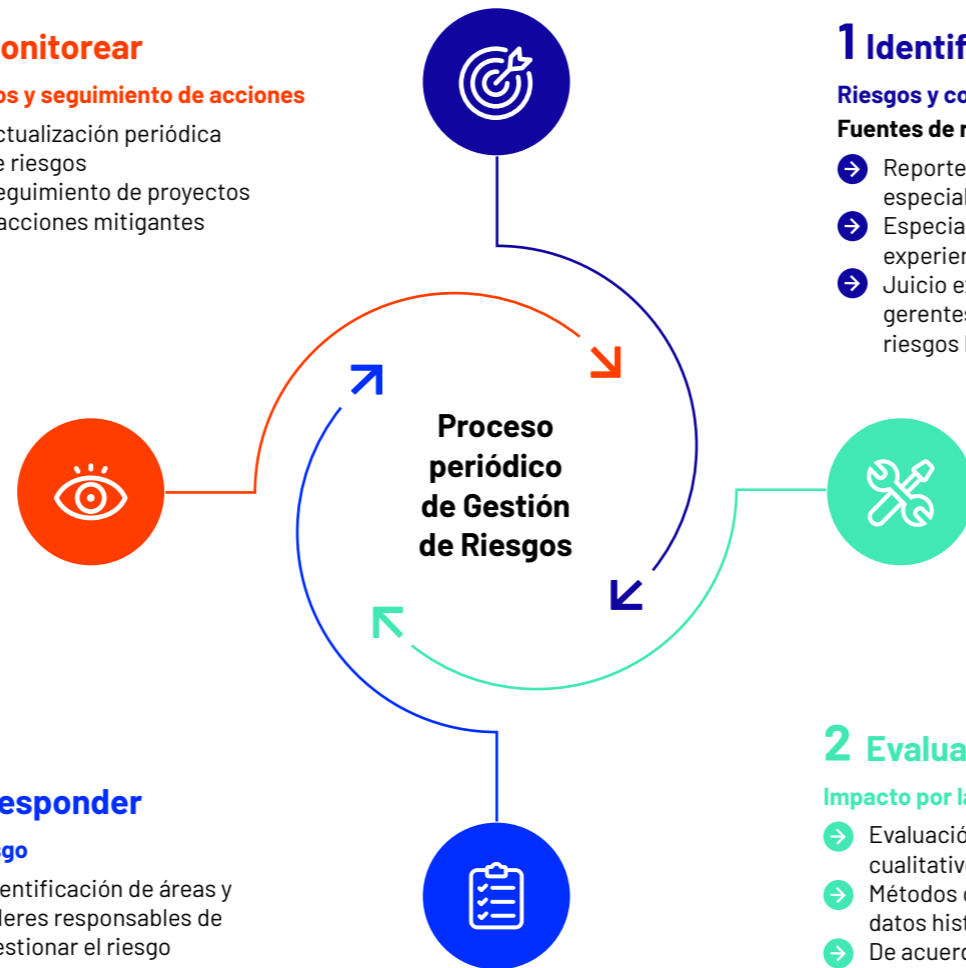 onitorear
os y seguimiento de acciones
ctualización periódica
e riesgos
eguimiento de proyectos
acciones mitigantes
1 Identif
Riesgos y co
Fuentes de r
Reporte
especial
Especia
experien
Juicio e
gerentes
riesgos
Proceso
periódico
de Gestión
de Riesgos
esponder
sgo
entificación de áreas y
deres responsables de
estionar el riesgo
2 Evalua
Impacto por la
Evaluació
cualitativ
Métodos
datos hist
De acuerd